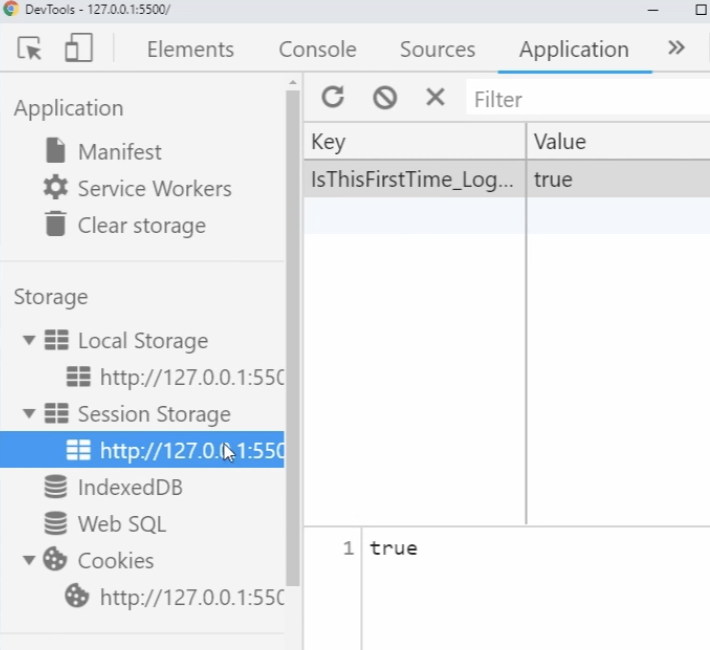 DevTools - 127.0.0.1:5500/
Elements Console Sources Application »
Application
Manifest
Service Workers
Clear storage
Storage
Local Storage
http://127.0.0.1:550
Session Storage
http://127.0.0.1:550
IndexedDB
Web SQL
Cookies
http://127.0.0.1:550
Filter
Key Value
IsThisFirstTime_Log... true
1 true